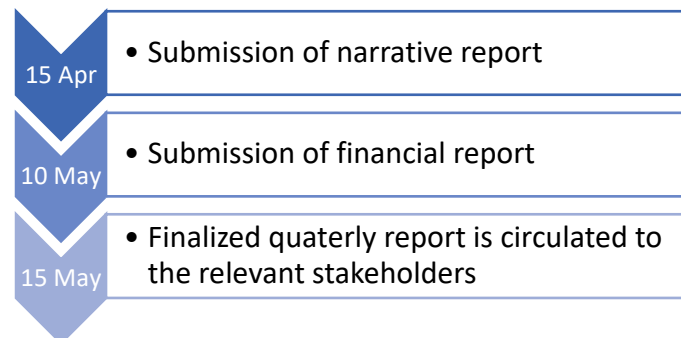 15 Apr
• Submission of narrative report
10 May
• Submission of financial report
15 May
• Finalized quaterly report is circulated to
the relevant stakeholders